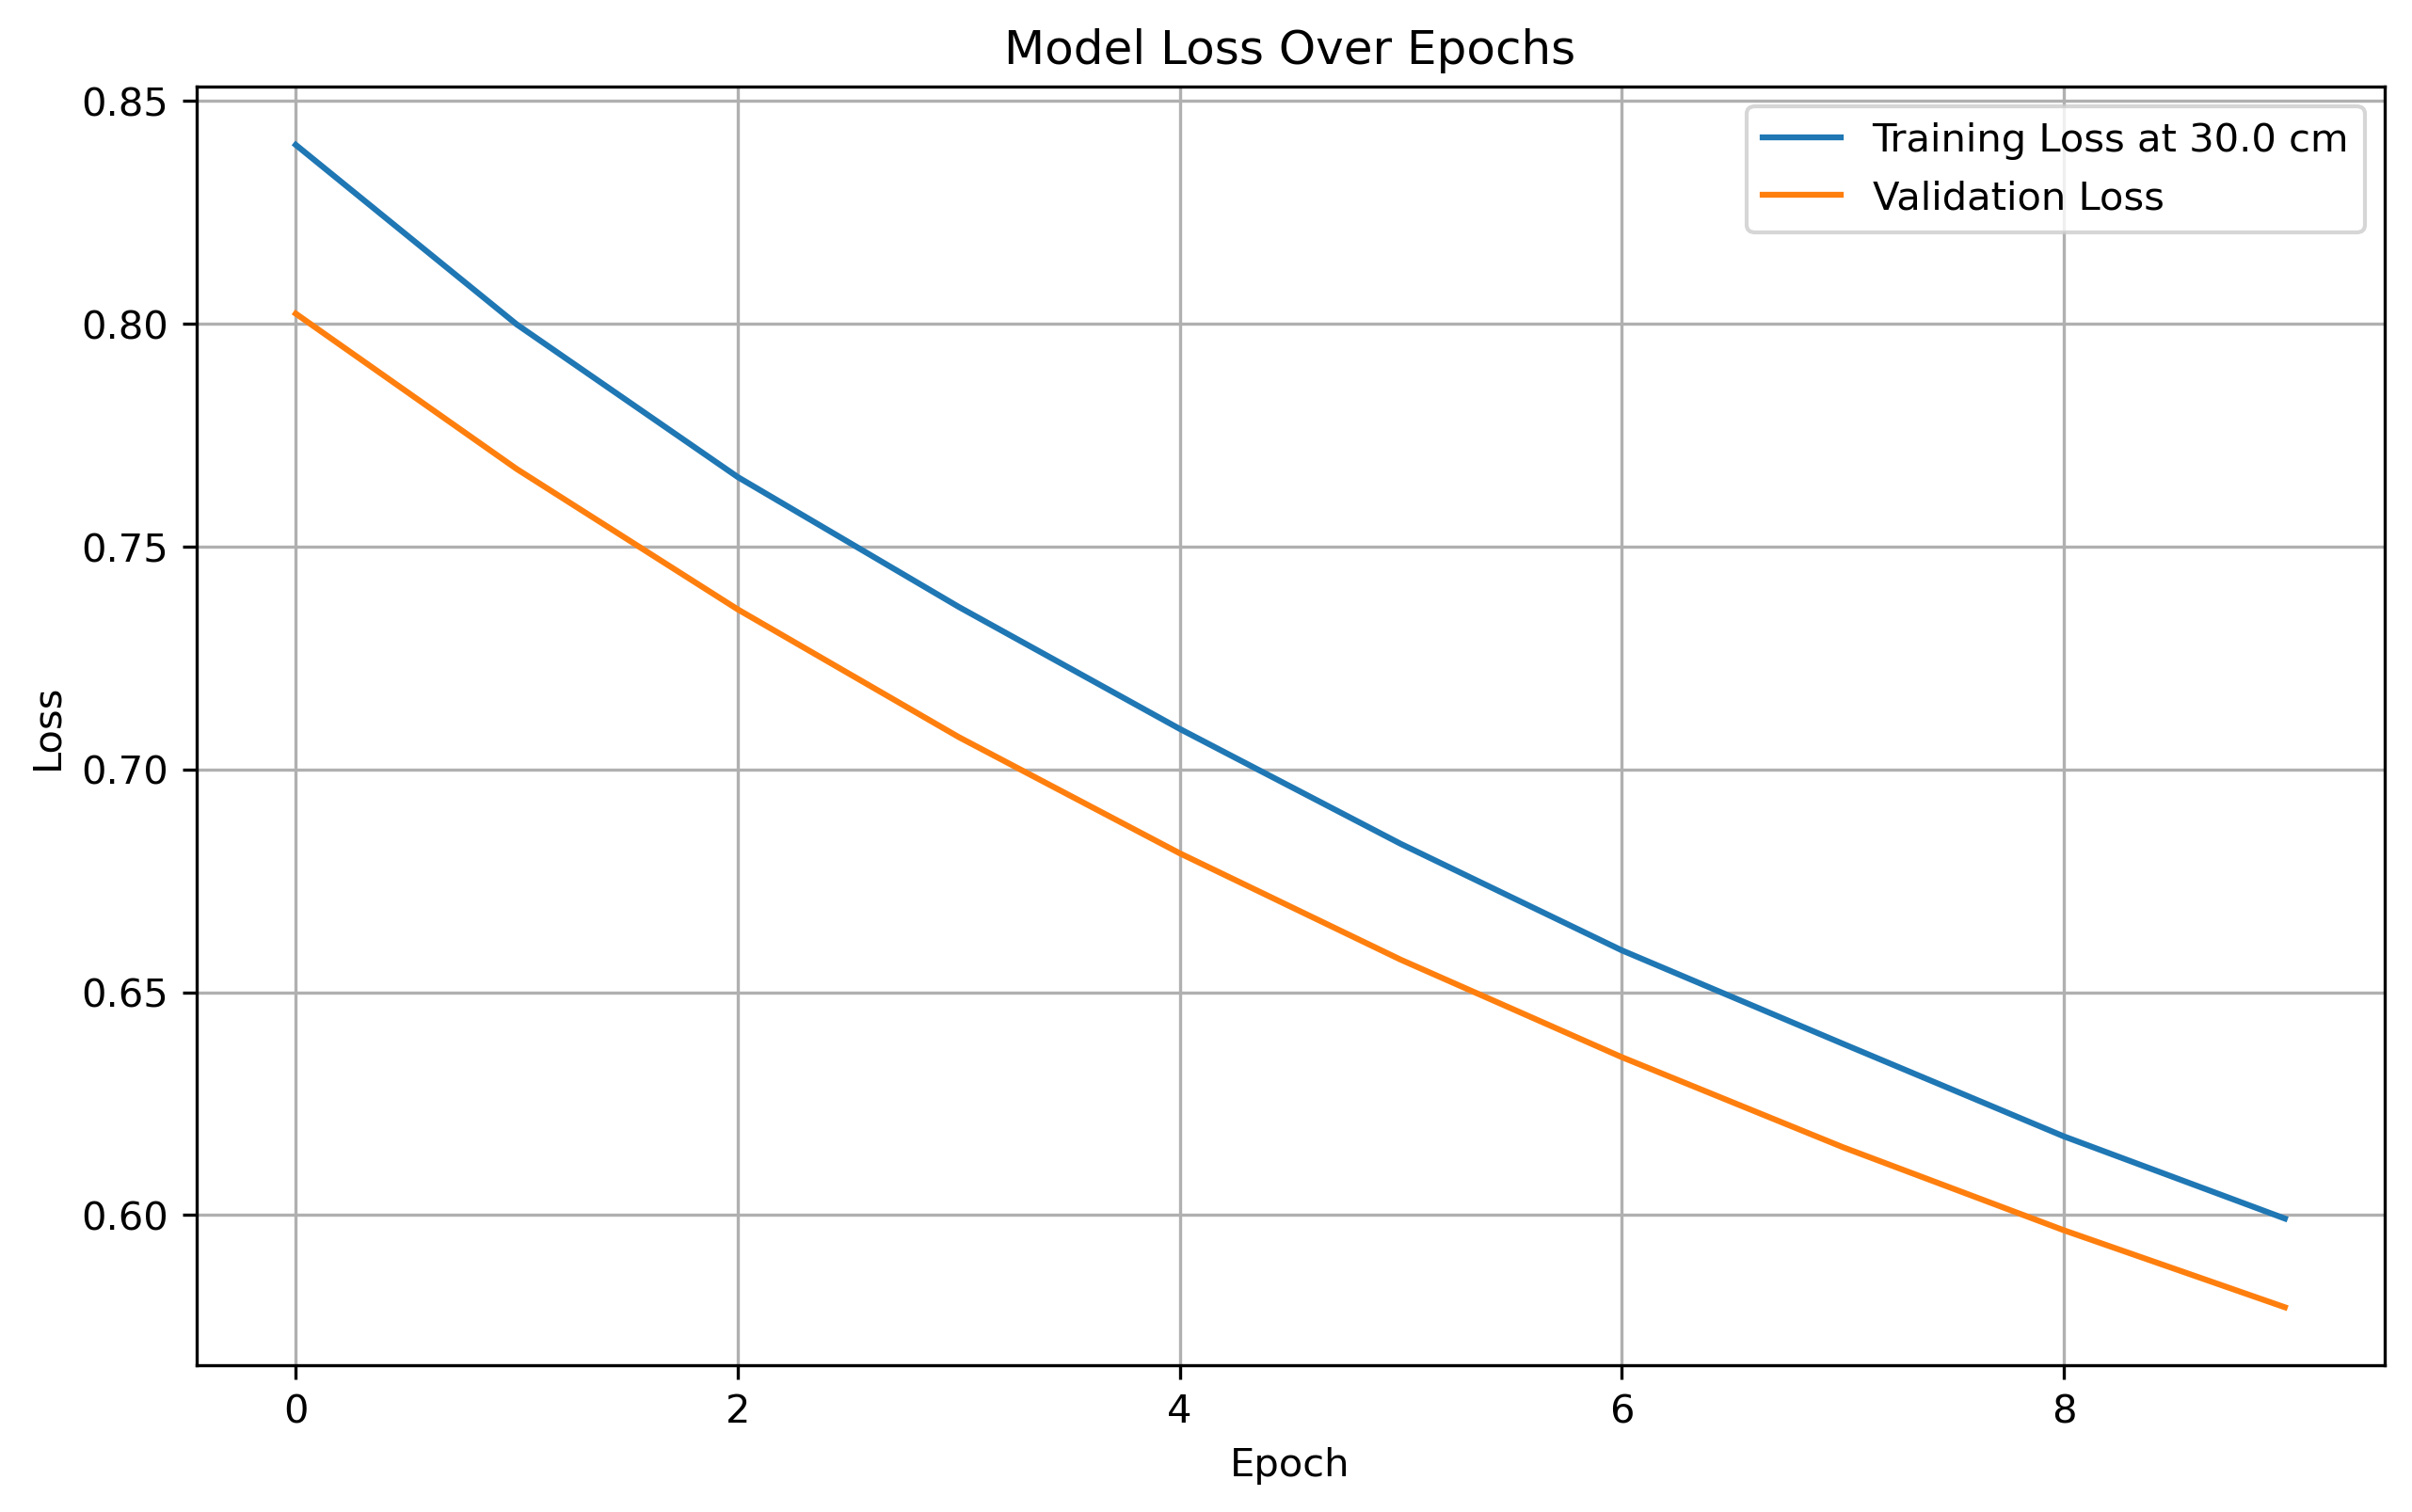 Model Loss Over Epochs
Training Loss at 30.0 cm
Validation Loss
0.85
0.80
0.75
0.70
0.65
0.60
Loss
0 2 4 6 8
Epoch